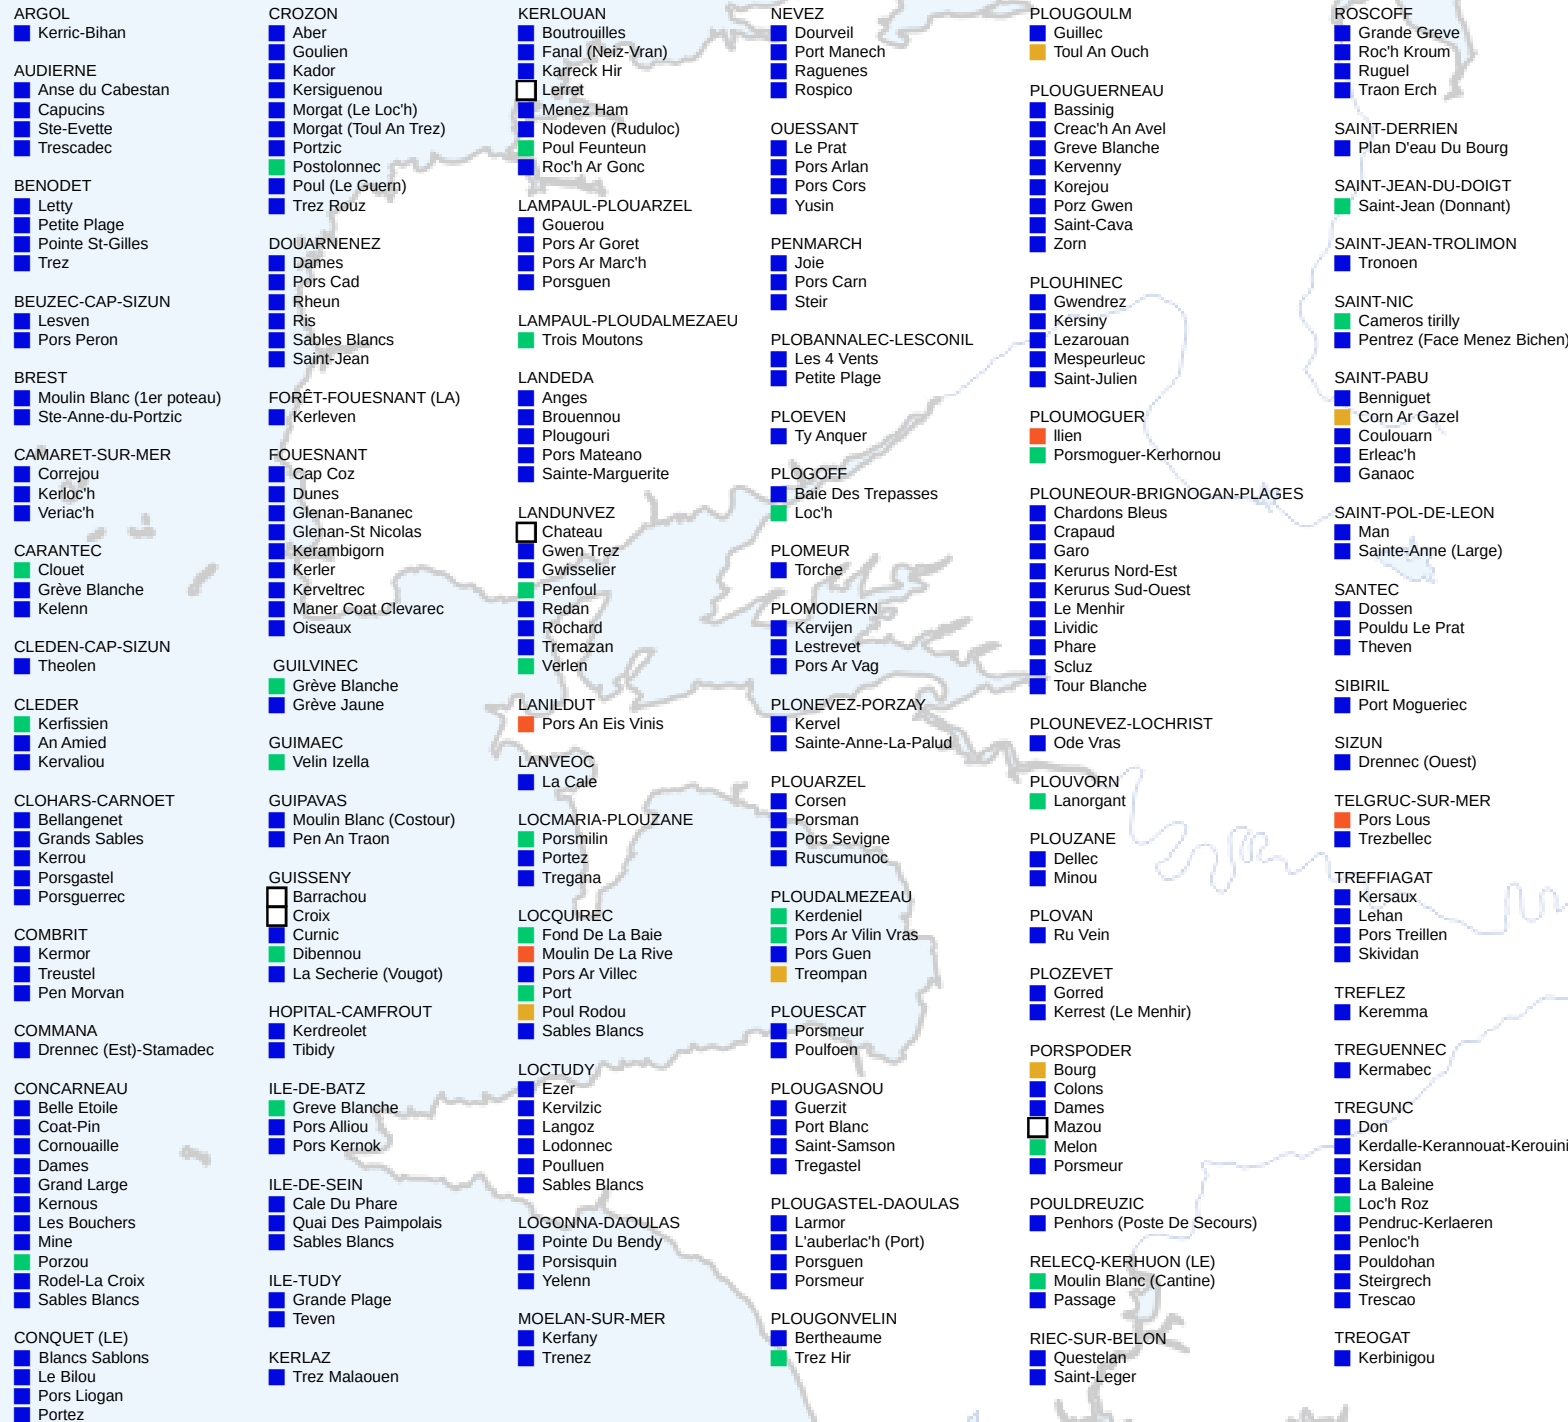 ARGOL
Kerric-Bihan
AUDIERNE
Anse du Cabestan
Capucins
Ste-Evette
Trescadec
BENODET
Letty
Petite Plage
Pointe St-Gilles
Trez
BEUZEC-CAP-SIZUN
Lesven
Pors Peron
BREST
Moulin Blanc (1er poteau)
Ste-Anne-du-Portzic
CAMARET-SUR-MER
Correjou
Kerloc'h
Veriac'h
CARANTEC
Clouet
Grève Blanche
Kelenn
CLEDEN-CAP-SIZUN
Theolen
CLEDER
Kerfissien
An Amied
Kervaliou
CLOHARS-CARNOET
Bellangenet
Grands Sables
Kerrou
Porsgastel
Porsguerrec
COMBRIT
Kermor
Treustel
Pen Morvan
COMMANA
Drennec (Est)-Stamadec
CONCARNEAU
Belle Etoile
Coat-Pin
Cornouaille
Dames
Grand Large
Kernous
Les Bouchers
Mine
Porzou
Rodel-La Croix
Sables Blancs
CONQUET (LE)
Blancs Sablons
Le Bilou
Pors Liogan
Portez
CROZON
Aber
Goulien
Kador
Kersiguenou
Morgat (Le Loc'h)
Morgat (Toul An Trez)
Portzic
Postolonnec
Poul (Le Guern)
Trez Rouz
DOUARNENEZ
Dames
Pors Cad
Rheun
Ris
Sables Blancs
Saint-Jean
FORÊT-FOUESNANT (LA)
Kerleven
FOUESNANT
Cap Coz
Dunes
Glenan-Bananec
Glenan-St Nicolas
Kerambigorn
Kerler
Kerveltrec
Maner Coat Clevarec
Oiseaux
GUILVINEC
Grève Blanche
Grève Jaune
GUIMAEC
Velin Izella
GUIPAVAS
Moulin Blanc (Costour)
Pen An Traon
GUISSENY
Barrachou
Croix
Curnic
Dibennou
La Secherie (Vougot)
HOPITAL-CAMFROUT
Kerdreolet
Tibidy
ILE-DE-BATZ
Greve Blanche
Pors Alliou
Pors Kernok
ILE-DE-SEIN
Cale Du Phare
Quai Des Paimpolais
Sables Blancs
ILE-TUDY
Grande Plage
Teven
KERLAZ
Trez Malaouen
KERLOUAN
Boutrouilles
Fanal (Neiz-Vran)
Karreck Hir
Lerret
Menez Ham
Nodeven (Ruduloc)
Poul Feunteun
Roc'h Ar Gonc
LAMPAUL-PLOUARZEL
Gouerou
Pors Ar Goret
Pors Ar Marc'h
Porsguen
LAMPAUL-PLOUDALMEZAEU
Trois Moutons
LANDEDA
Anges
Brouennou
Plougouri
Pors Mateano
Sainte-Marguerite
LANDUNVEZ
Chateau
Gwen Trez
Gwisselier
Penfoul
Redan
Rochard
Tremazan
Verlen
LANILDUT
Pors An Eis Vinis
LANVEOC
La Cale
LOCMARIA-PLOUZANE
Porsmilin
Portez
Tregana
LOCQUIREC
Fond De La Baie
Moulin De La Rive
Pors Ar Villec
Port
Poul Rodou
Sables Blancs
LOCTUDY
Ezer
Kervilzic
Langoz
Lodonnec
Poulluen
Sables Blancs
LOGONNA-DAOULAS
Pointe Du Bendy
Porsisquin
Yelenn
MOELAN-SUR-MER
Kerfany
Trenez
NEVEZ
Dourveil
Port Manech
Raguenes
Rospico
OUESSANT
Le Prat
Pors Arlan
Pors Cors
Yusin
PENMARCH
Joie
Pors Carn
Steir
PLOBANNALEC-LESCONIL
Les 4 Vents
Petite Plage
PLOEVEN
Ty Anquer
PLOGOFF
Baie Des Trepasses
Loc'h
PLOMEUR
Torche
PLOMODIERN
Kervijen
Lestrevet
Pors Ar Vag
PLONEVEZ-PORZAY
Kervel
Sainte-Anne-La-Palud
PLOUARZEL
Corsen
Porsman
Pors Sevigne
Ruscumunoc
PLOUDALMEZEAU
Kerdeniel
Pors Ar Vilin Vras
Pors Guen
Treompan
PLOUESCAT
Porsmeur
Poulfoen
PLOUGASNOU
Guerzit
Port Blanc
Saint-Samson
Tregastel
PLOUGASTEL-DAOULAS
Larmor
L'auberlac'h (Port)
Porsguen
Porsmeur
PLOUGONVELIN
Bertheaume
Trez Hir
PLOUGOULM
Guillec
Toul An Ouch
PLOUGUERNEAU
Bassinig
Creac'h An Avel
Greve Blanche
Kervenny
Korejou
Porz Gwen
Saint-Cava
Zorn
PLOUHINEC
Gwendrez
Kersiny
Lezarouan
Mespeurleuc
Saint-Julien
PLOUMOGUER
Ilien
Porsmoguer-Kerhornou
PLOUNEOUR-BRIGNOGAN-PLAGES
Chardons Bleus
Crapaud
Garo
Kerurus Nord-Est
Kerurus Sud-Ouest
Le Menhir
Lividic
Phare
Scluz
Tour Blanche
PLOUNEVEZ-LOCHRIST
Ode Vras
PLOUVORN
Lanorgant
PLOUZANE
Dellec
Minou
PLOVAN
Ru Vein
PLOZEVET
Gorred
Kerrest (Le Menhir)
PORSPODER
Bourg
Colons
Dames
Mazou
Melon
Porsmeur
POULDREUZIC
Penhors (Poste De Secours)
RELECQ-KERHUON (LE)
Moulin Blanc (Cantine)
Passage
RIEC-SUR-BELON
Questelan
Saint-Leger
ROSCOFF
Grande Greve
Roc'h Kroum
Ruguel
Traon Erch
SAINT-DERRIEN
Plan D'eau Du Bourg
SAINT-JEAN-DU-DOIGT
Saint-Jean (Donnant)
SAINT-JEAN-TROLIMON
Tronoen
SAINT-NIC
Cameros tirilly
Pentrez (Face Menez Bichen)
SAINT-PABU
Benniguet
Corn Ar Gazel
Coulouarn
Erleac'h
Ganaoc
SAINT-POL-DE-LEON
Man
Sainte-Anne (Large)
SANTEC
Dossen
Pouldu Le Prat
Theven
SIBIRIL
Port Mogueriec
SIZUN
Drennec (Ouest)
TELGRUC-SUR-MER
Pors Lous
Trezbellec
TREFFIAGAT
Kersaux
Lehan
Pors Treillen
Skividan
TREFLEZ
Keremma
TREGUENNEC
Kermabec
TREGUNC
Don
Kerdalle-Kerannouat-Kerouini
Kersidan
La Baleine
Loc'h Roz
Pendruc-Kerlaeren
Penloc'h
Pouldohan
Steirgrech
Trescao
TREOGAT
Kerbinigou